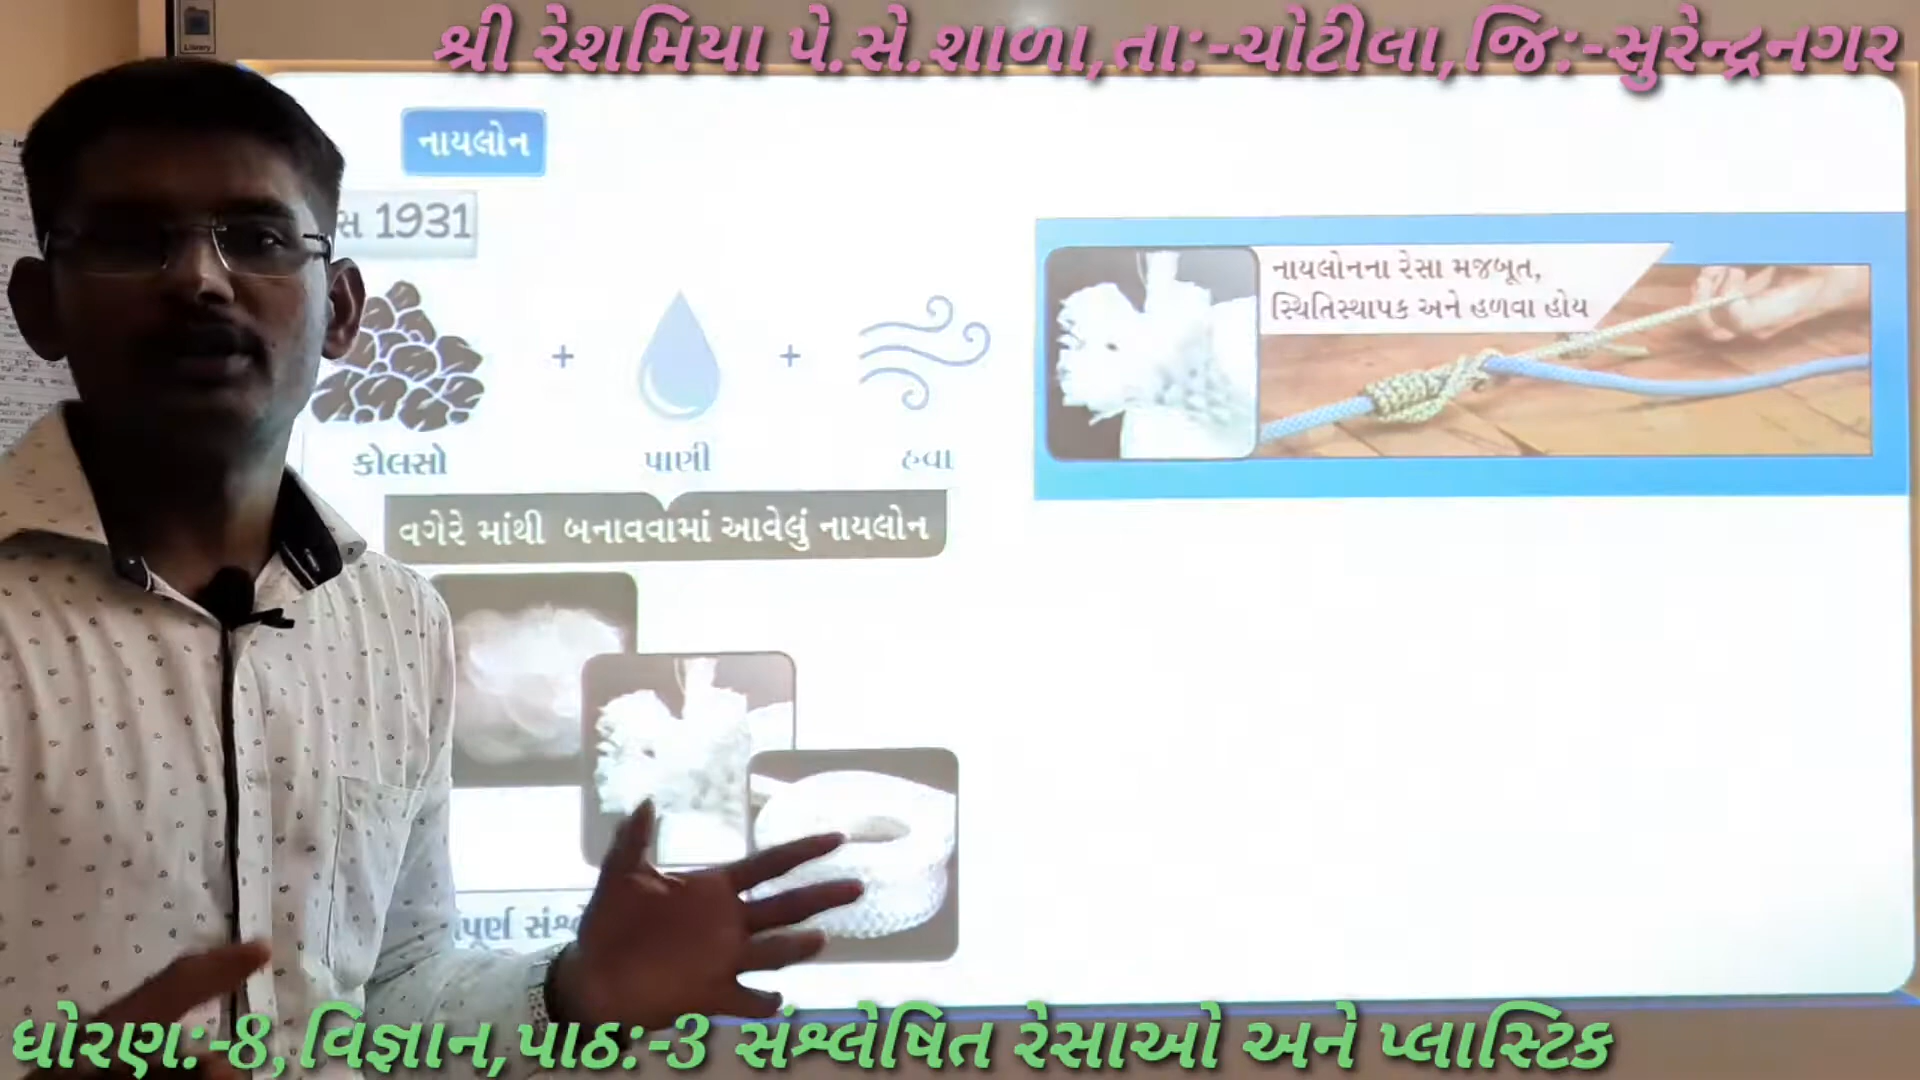 શ્રી રેશમિયા પે.સે.શાળા,તા:-ચોટીલા,જિ:-સુરેન્દ્રનગર
Library
નાયલોન
1931
નાયલોનના રેસા મજબૂત,
સ્થિતિસ્થાપક અને હળવા હોય
+
+
કોલસો
પાણી
હવા
વગેરે માંથી બનાવવામાં આવેલું નાયલોન
ધોરણ:-8,વિજ્ઞાન,પાઠ:-3 સંશ્લેષિત રેસાઓ અને પ્લાસ્ટિક